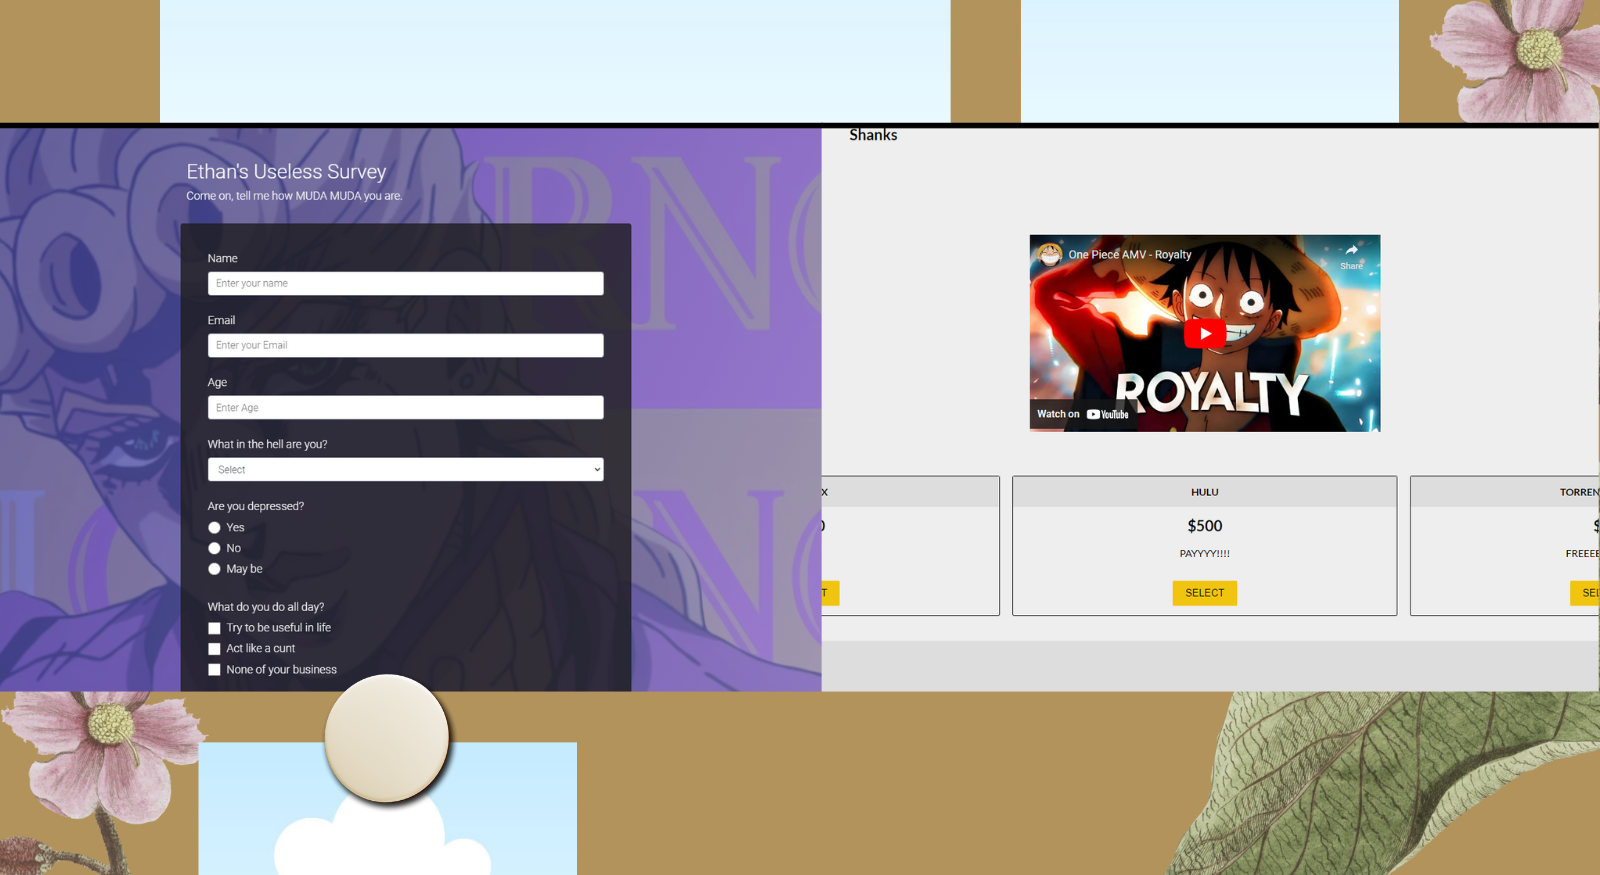 Ethan's Useless Survey
Come on, tell me how MUDA MUDA you are.
Name
Enter your name
Email
Enter your Email
Age
Enter Age
What in the hell are you?
Select
Are you depressed?
Yes
No
May be
What do you do all day?
Try to be useful in life
Act like a cunt
None of your business
Shanks
One Piece AMV - Royalty
Share
ROYALTY
Watch on YouTube
X
HULU
$500
PAYYYY!!!!
SELECT
TORREN
$
FREEEE
SEL